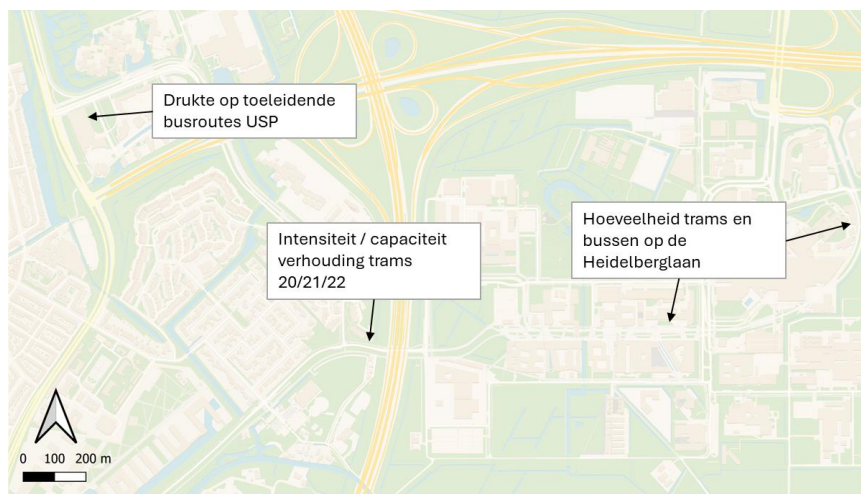 Drukte op toeleidende
busroutes USP
Intensiteit / capaciteit
verhouding trams
20/21/22
Hoeveelheid trams en
bussen op de
Heidelberglaan
0 100 200 m